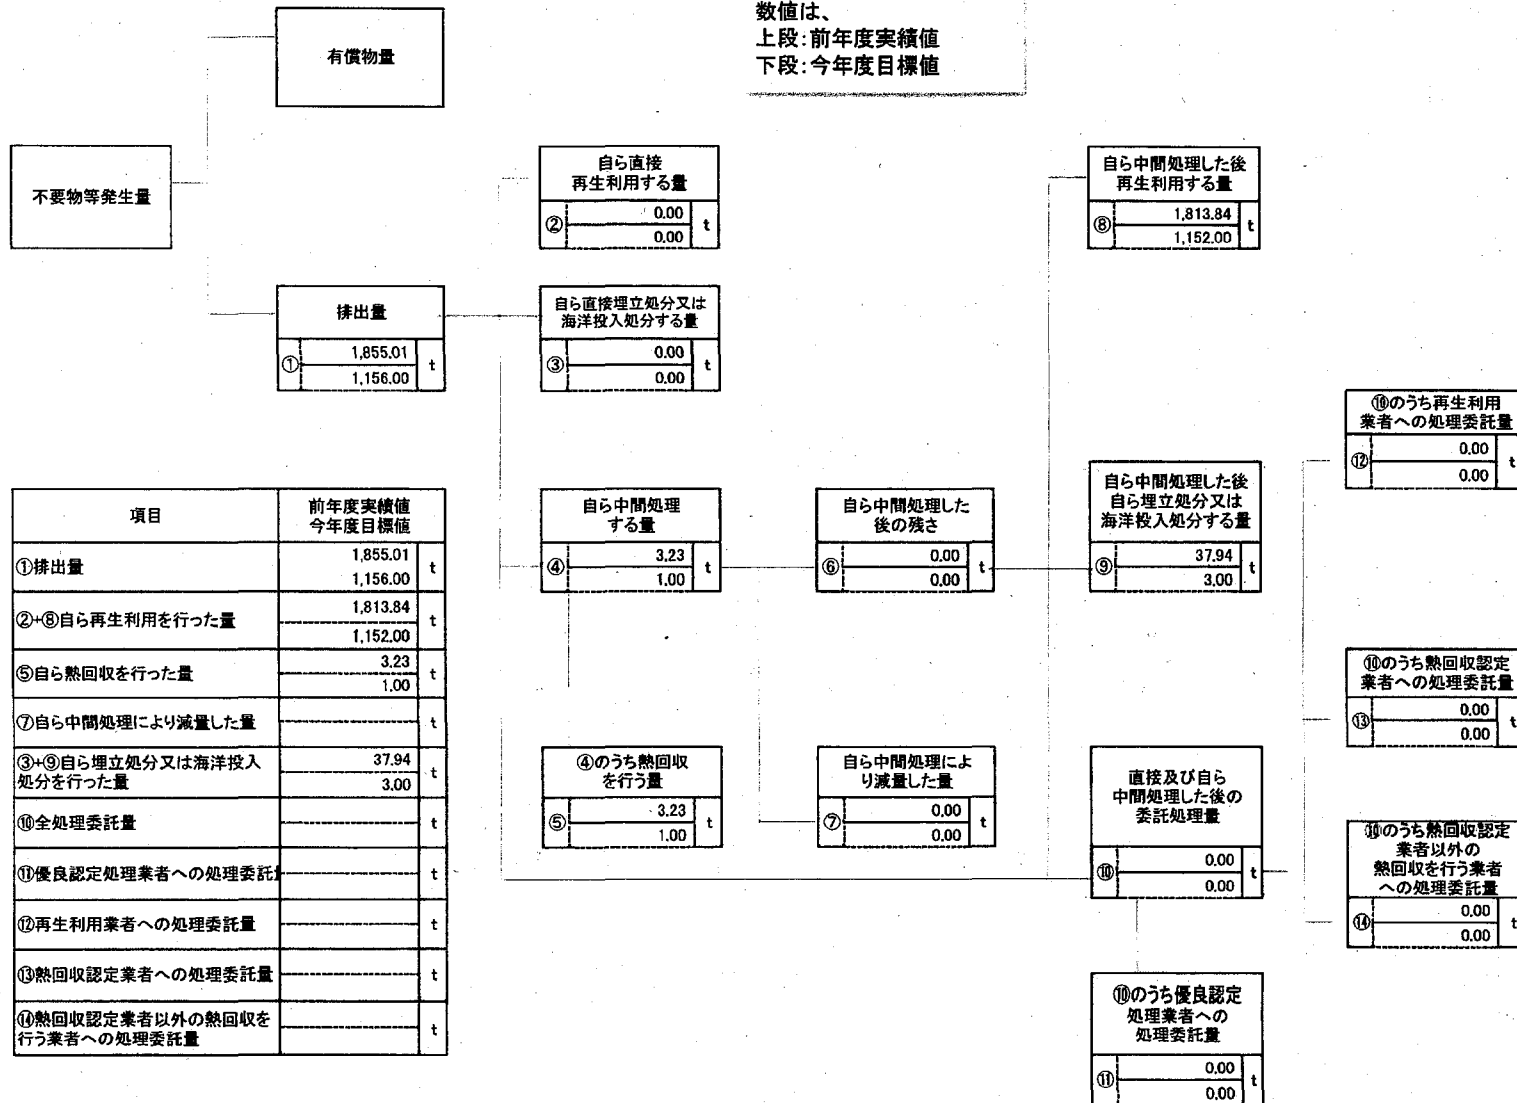 数値は、
上段:前年度実績値
下段:今年度目標値
有償物量
不要物等発生量
排出量
① 1,855.01 t
1,156.00
自ら直接
再生利用する量
② 0.00 t
0.00
自ら直接埋立処分又は
海洋投入処分する量
③ 0.00 t
0.00
自ら中間処理した後
再生利用する量
⑧ 1,813.84 t
1,152.00
自ら中間処理
する量
④ 3.23 t
1.00
自ら中間処理した
後の残さ
⑥ 0.00 t
0.00
自ら中間処理した後
自ら埋立処分又は
海洋投入処分する量
⑨ 37.94 t
3.00
⑩のうち再生利用
業者への処理委託量
⑫ 0.00 t
0.00
⑩のうち熱回収認定
業者への処理委託量
⑬ 0.00 t
0.00
④のうち熱回収
を行う量
⑤ 3.23 t
1.00
自ら中間処理によ
り減量した量
⑦ 0.00 t
0.00
直接及び自ら
中間処理した後の
委託処理量
⑩ 0.00 t
0.00
⑩のうち熱回収認定
業者以外の
熱回収を行う業者
への処理委託量
⑭ 0.00 t
0.00
⑩のうち優良認定
処理業者への
処理委託量
⑪ 0.00 t
0.00
項目 前年度実績値
今年度目標値
①排出量 1,855.01 t
1,156.00
②+⑧自ら再生利用を行った量 1,813.84 t
1,152.00
⑤自ら熱回収を行った量 3.23 t
1.00
⑦自ら中間処理により減量した量 t
③+⑨自ら埋立処分又は海洋投入 37.94 t
処分を行った量 3.00
⑩全処理委託量 t
⑪優良認定処理業者への処理委託 t
⑫再生利用業者への処理委託量 t
⑬熱回収認定業者への処理委託量 t
⑭熱回収認定業者以外の熱回収を
行う業者への処理委託量 t